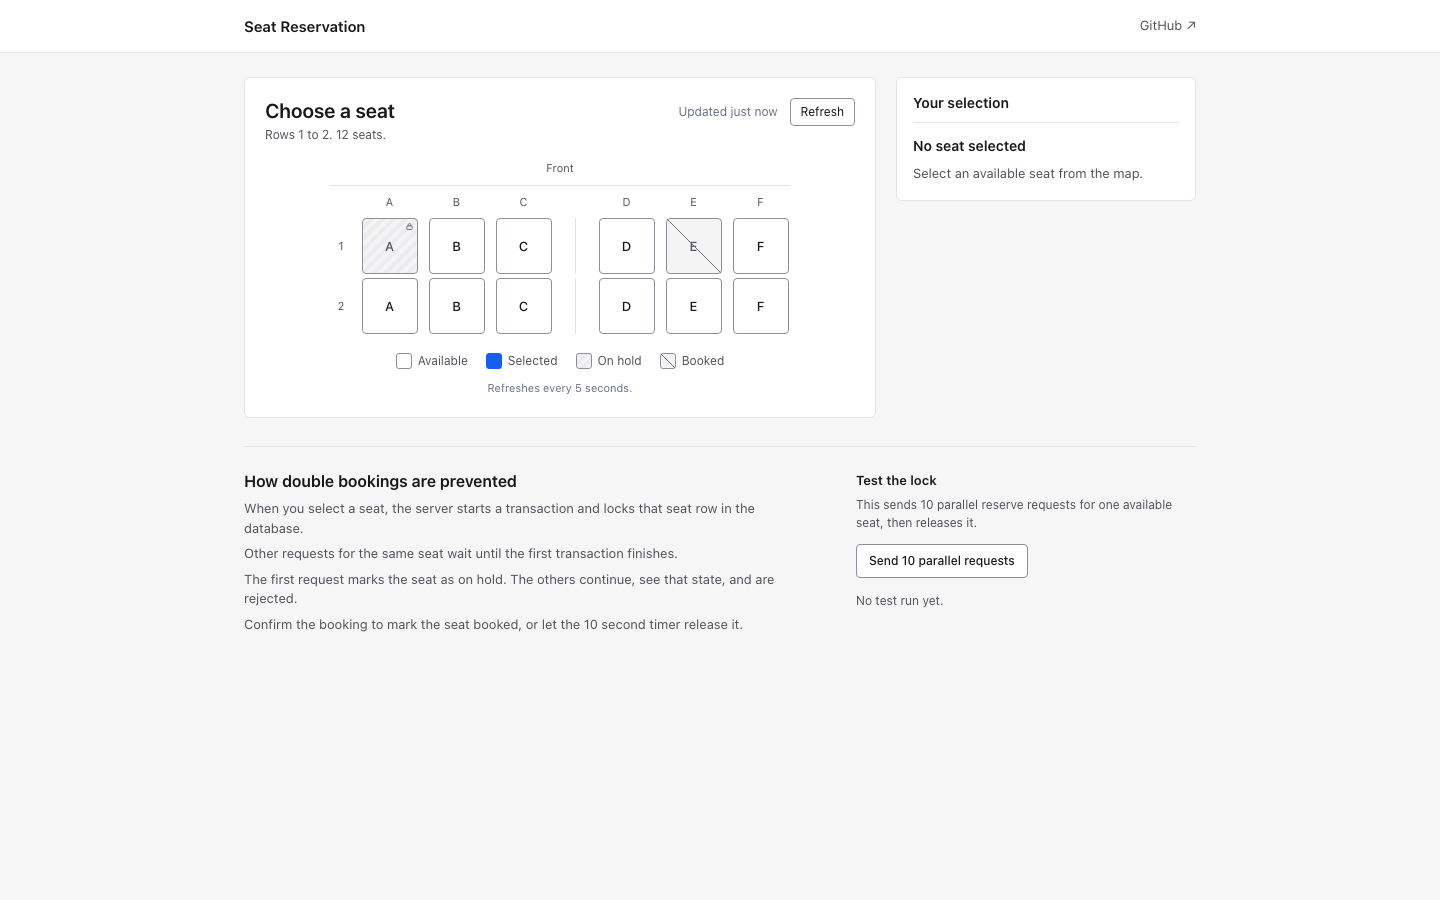 Seat Reservation
GitHub ↗
Choose a seat
Rows 1 to 2. 12 seats.
Updated just now
Refresh
Front
A B C D E F
1 A B C D E F
2 A B C D E F
Available Selected On hold Booked
Refreshes every 5 seconds.
Your selection
No seat selected
Select an available seat from the map.
How double bookings are prevented
When you select a seat, the server starts a transaction and locks that seat row in the
database.
Other requests for the same seat wait until the first transaction finishes.
The first request marks the seat as on hold. The others continue, see that state, and are
rejected.
Confirm the booking to mark the seat booked, or let the 10 second timer release it.
Test the lock
This sends 10 parallel reserve requests for one available
seat, then releases it.
Send 10 parallel requests
No test run yet.